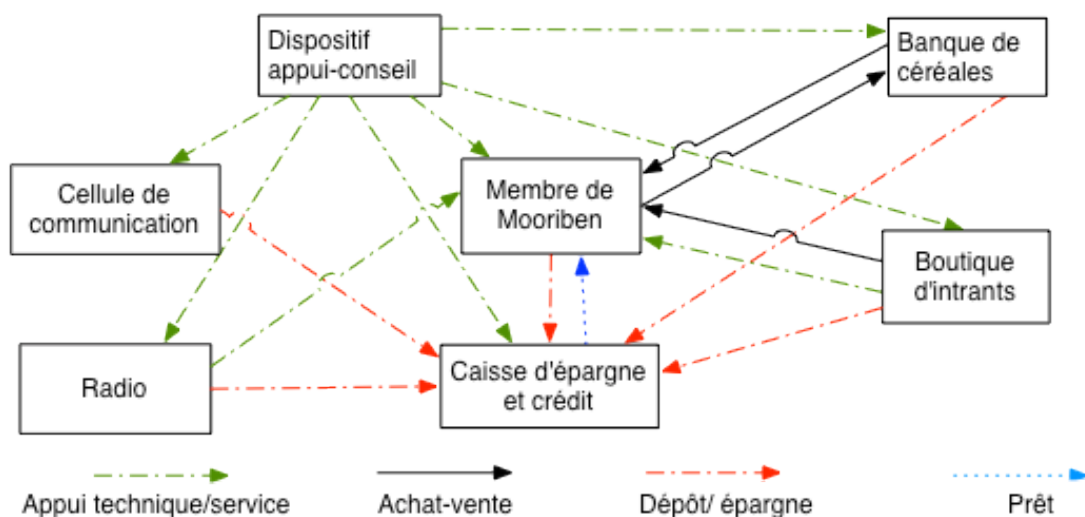 Dispositif
appui-conseil
Banque de
céréales
Cellule de
communication
Membre de
Mooriben
Boutique
d'intrants
Radio
Caisse d'épargne
et crédit
Appui technique/service
Achat-vente
Dépôt/ épargne
Prêt